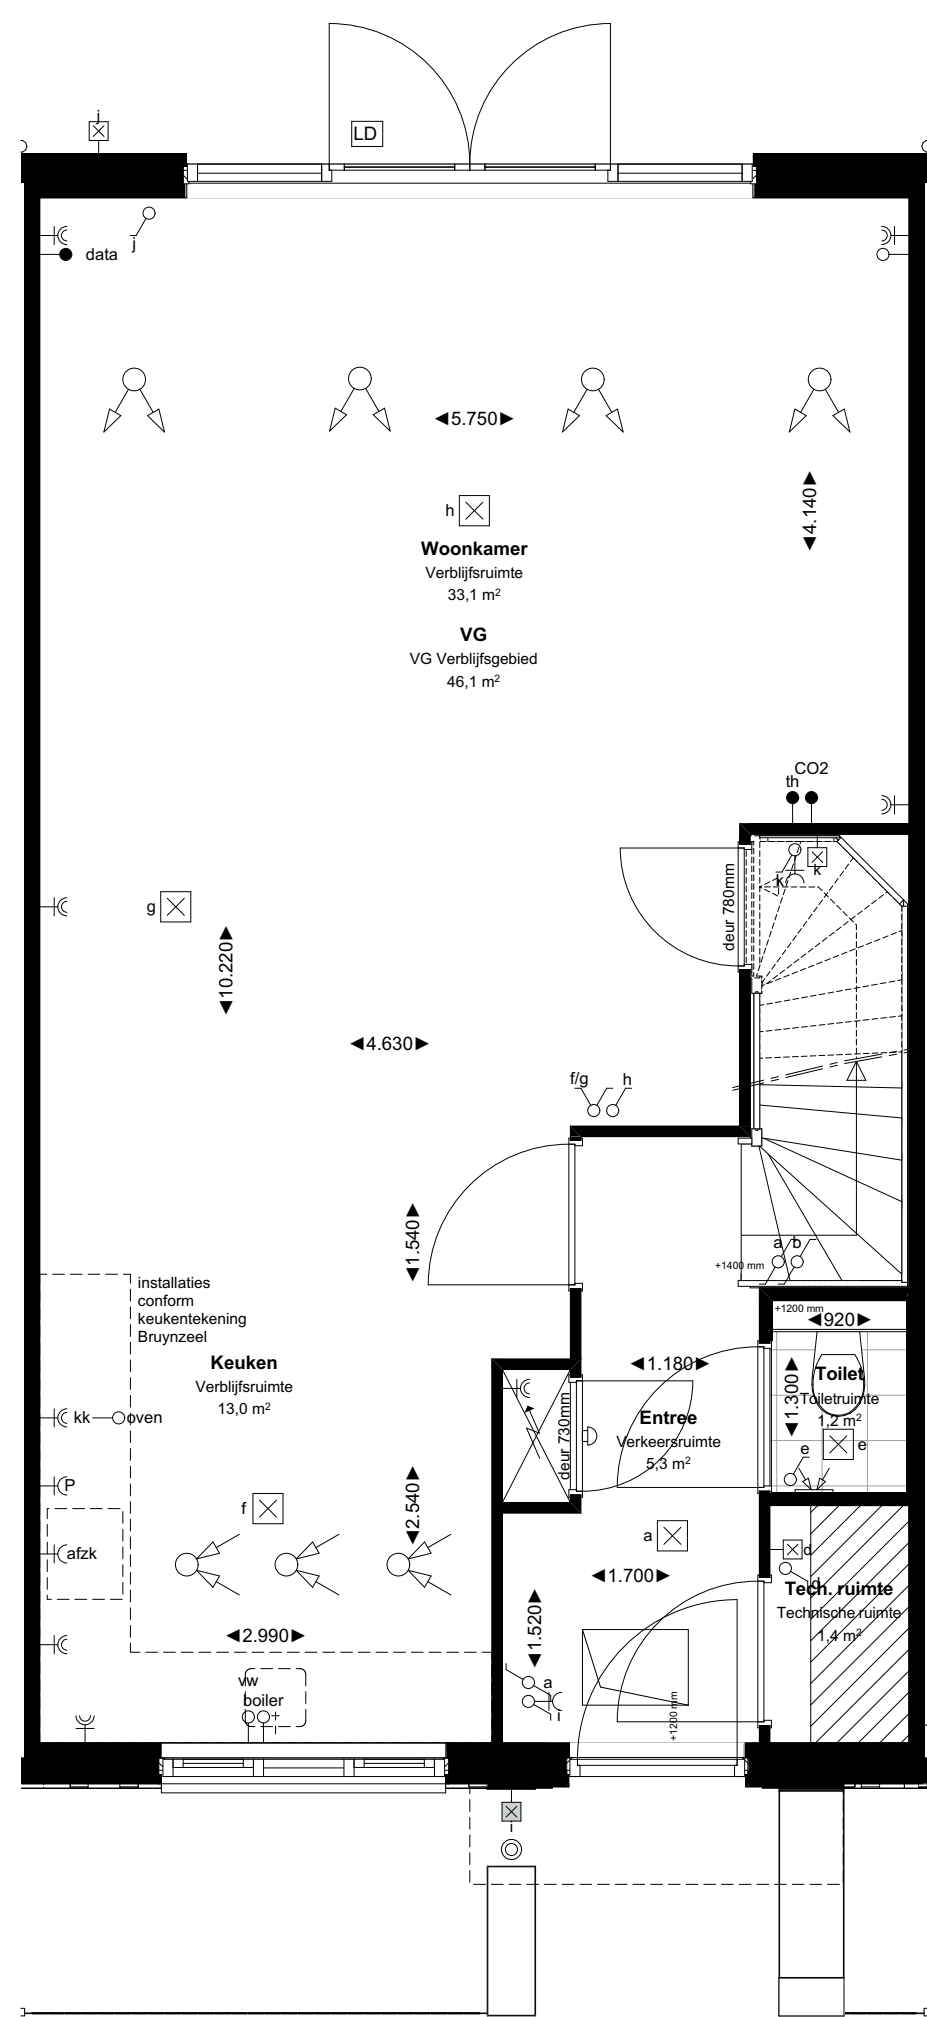 j
LD
j
data
◄5.750►
◄4.140►
h
Woonkamer
Verblijfsruimte
33,1 m²
VG
VG Verblijfsgebied
46,1 m²
CO2
th
k
k
deur 780mm
g
◄10.220►
◄4.630►
f/g
h
◄1.540►
a
b
+1400 mm
installaties
conform
keukentekening
Bruynzeel
+1200 mm
◄920►
Keuken
Verblijfsruimte
13,0 m²
◄1.180►
◄1.300►
Toilet
Toiletruimte
1,2 m²
kk
oven
deur 730mm
Entree
Verkeersruimte
5,3 m²
e
e
P
f
◄2.540►
a
afzk
d
d
◄1.700►
Tech. ruimte
Technische ruimte
1,4 m²
◄2.990►
◄1.520►
vw
boiler
a
i
+1200 mm
i